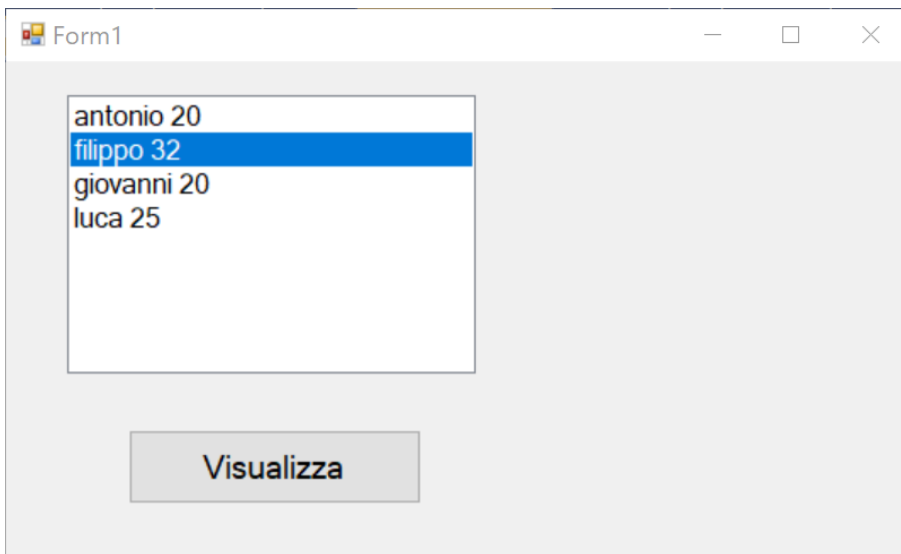 Form1
antonio 20
filippo 32
giovanni 20
luca 25
Visualizza